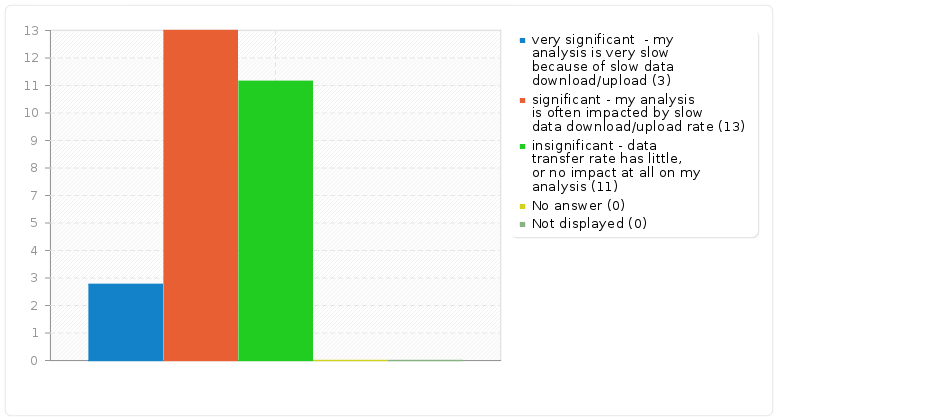 13
12
11
10
9
8
7
6
5
4
3
2
1
0
very significant - my
analysis is very slow
because of slow data
download/upload (3)
significant - my analysis
is often impacted by slow
data download/upload rate (13)
insignificant - data
transfer rate has little,
or no impact at all on my
analysis (11)
No answer (0)
Not displayed (0)